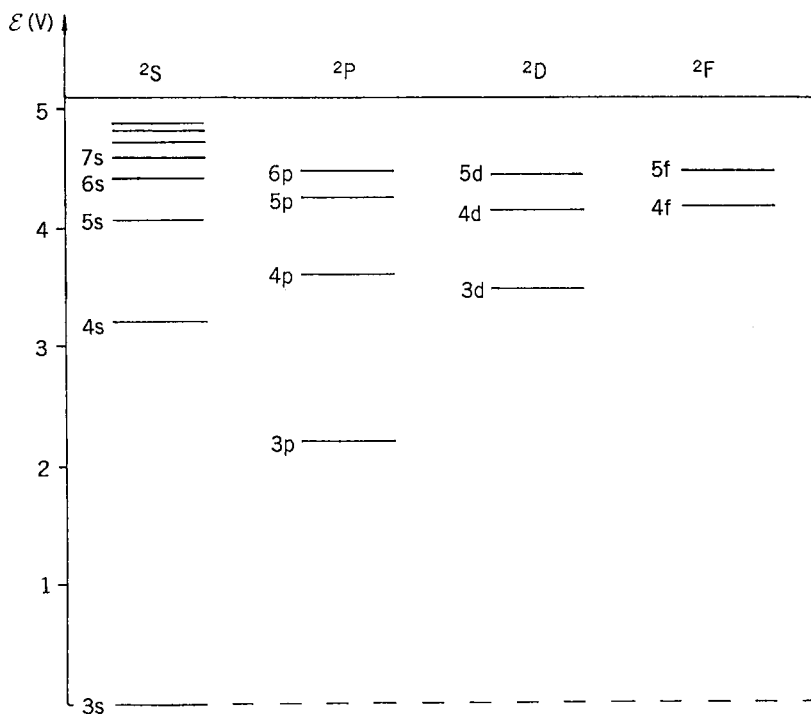 ℰ (V)
²S ²P ²D ²F
5
7s
6s 6p 5d 5f
5s 5p 4d 4f
4
4p 3d
4s
3
3p
2
1
3s